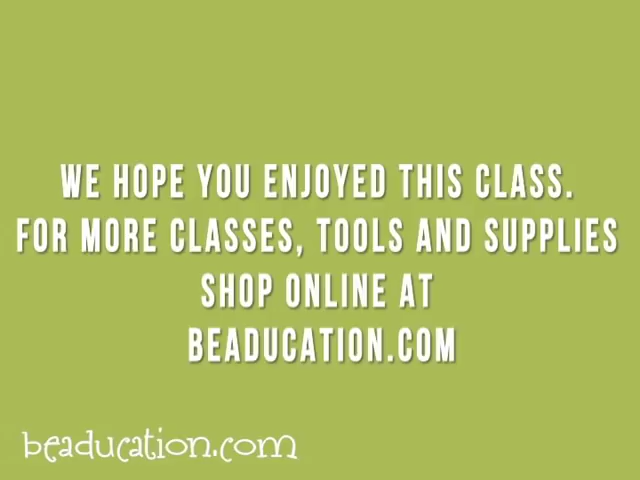 WE HOPE YOU ENJOYED THIS CLASS.
FOR MORE CLASSES, TOOLS AND SUPPLIES
SHOP ONLINE AT
BEADUCATION.COM
beaducation.com